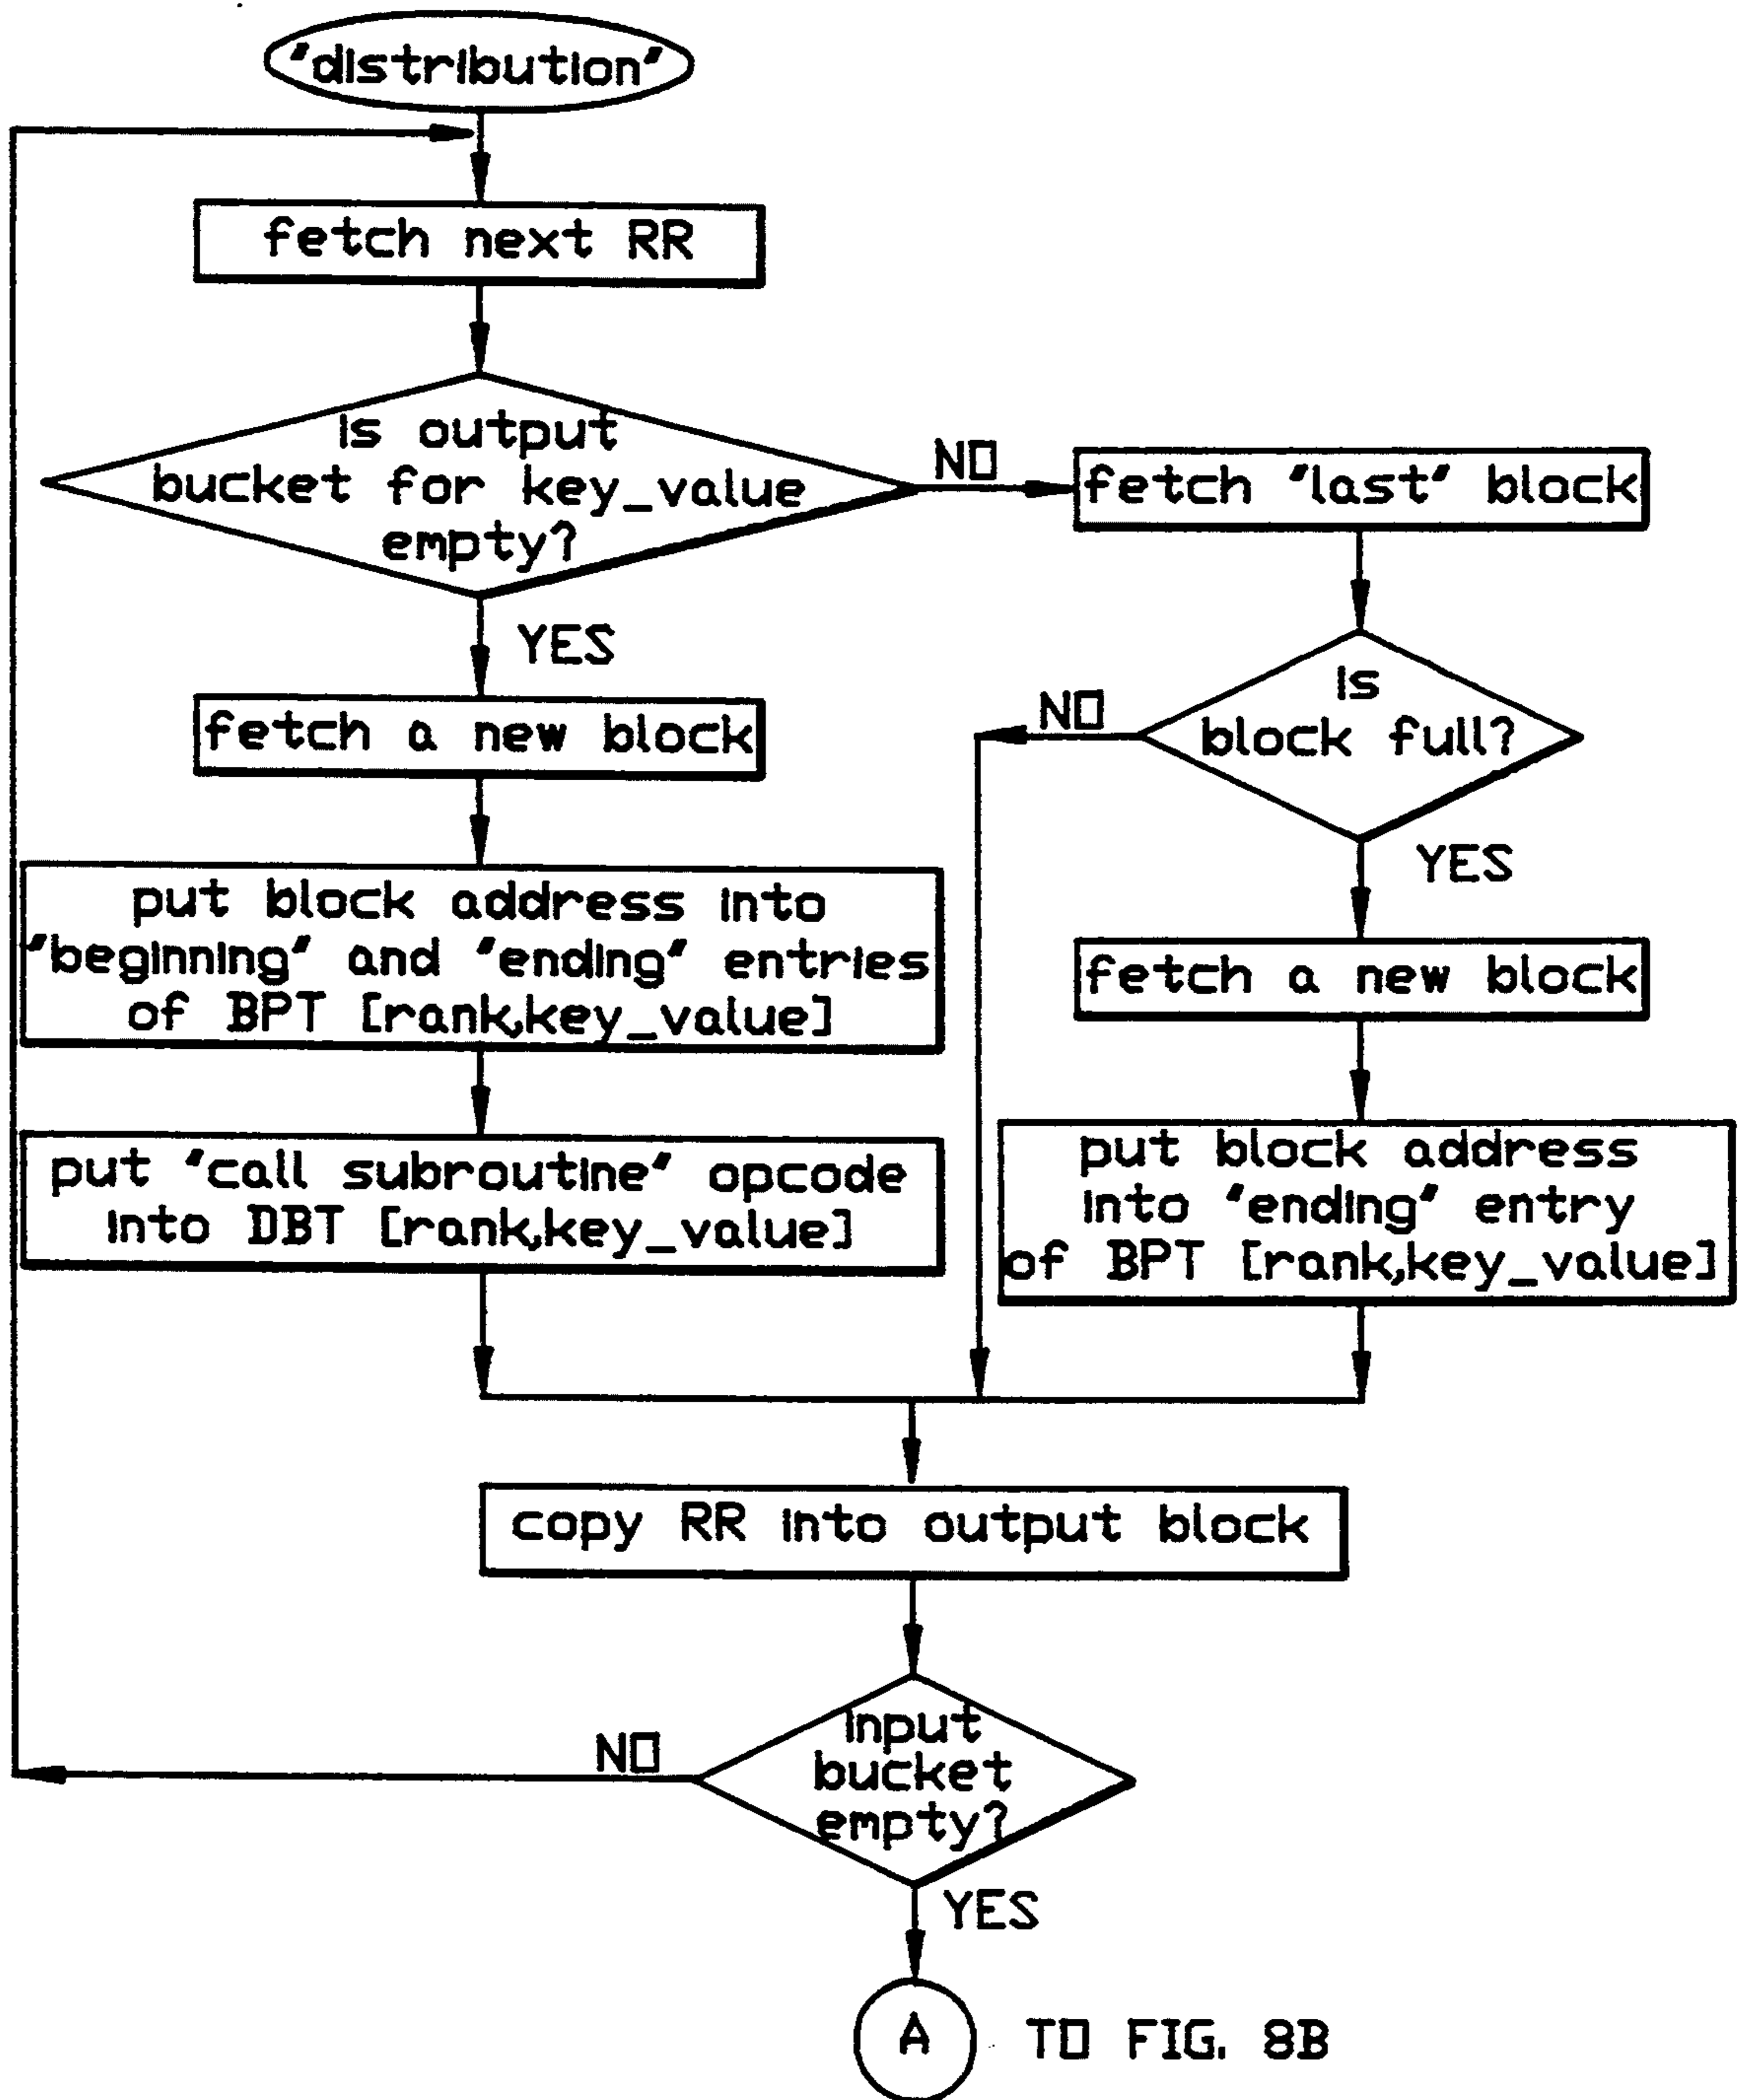 "distribution"
fetch next RR
is output
bucket for key_value
empty?
NO
fetch "last" block
YES
fetch a new block
is
block full?
NO
YES
put block address into
"beginning" and "ending" entries
of BPT [rank,key_value]
fetch a new block
put "call subroutine" opcode
into DBT [rank,key_value]
put block address
into "ending" entry
of BPT [rank,key_value]
copy RR into output block
input
bucket
empty?
NO
YES
A
TO FIG. 8B